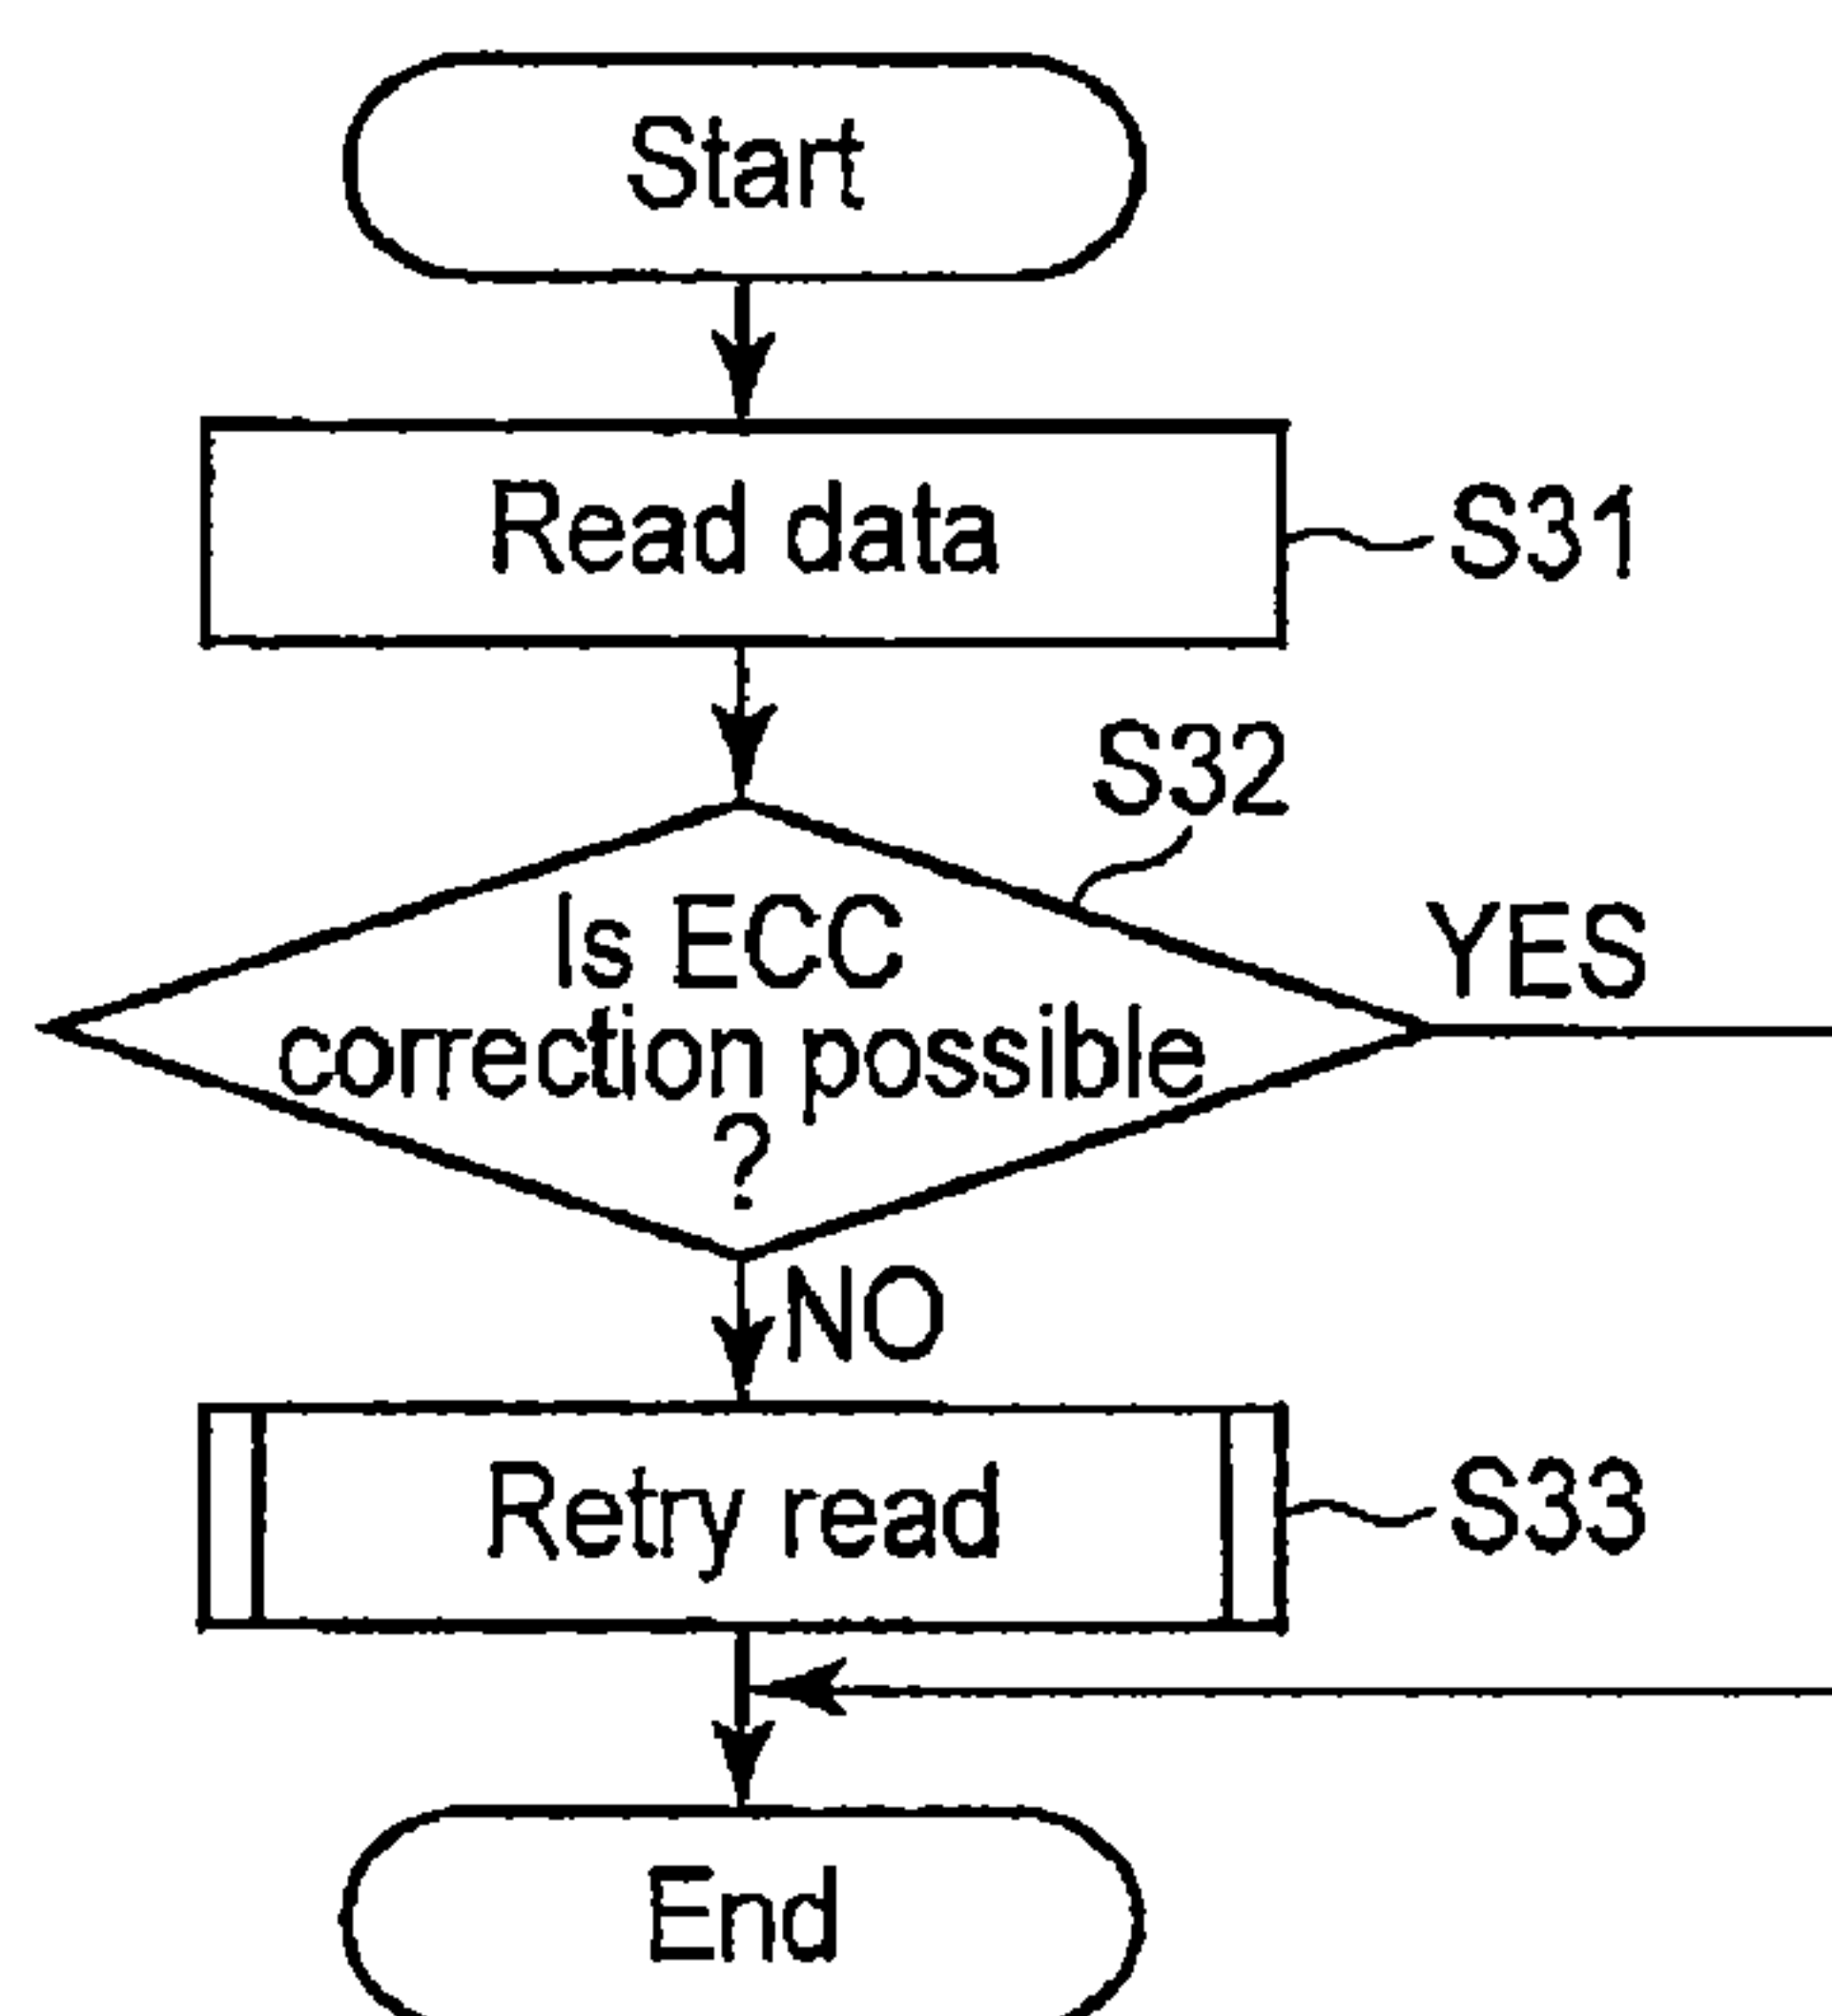 Start
Read data
S31
S32
Is ECC
correction possible
?
YES
NO
Retry read
S33
End